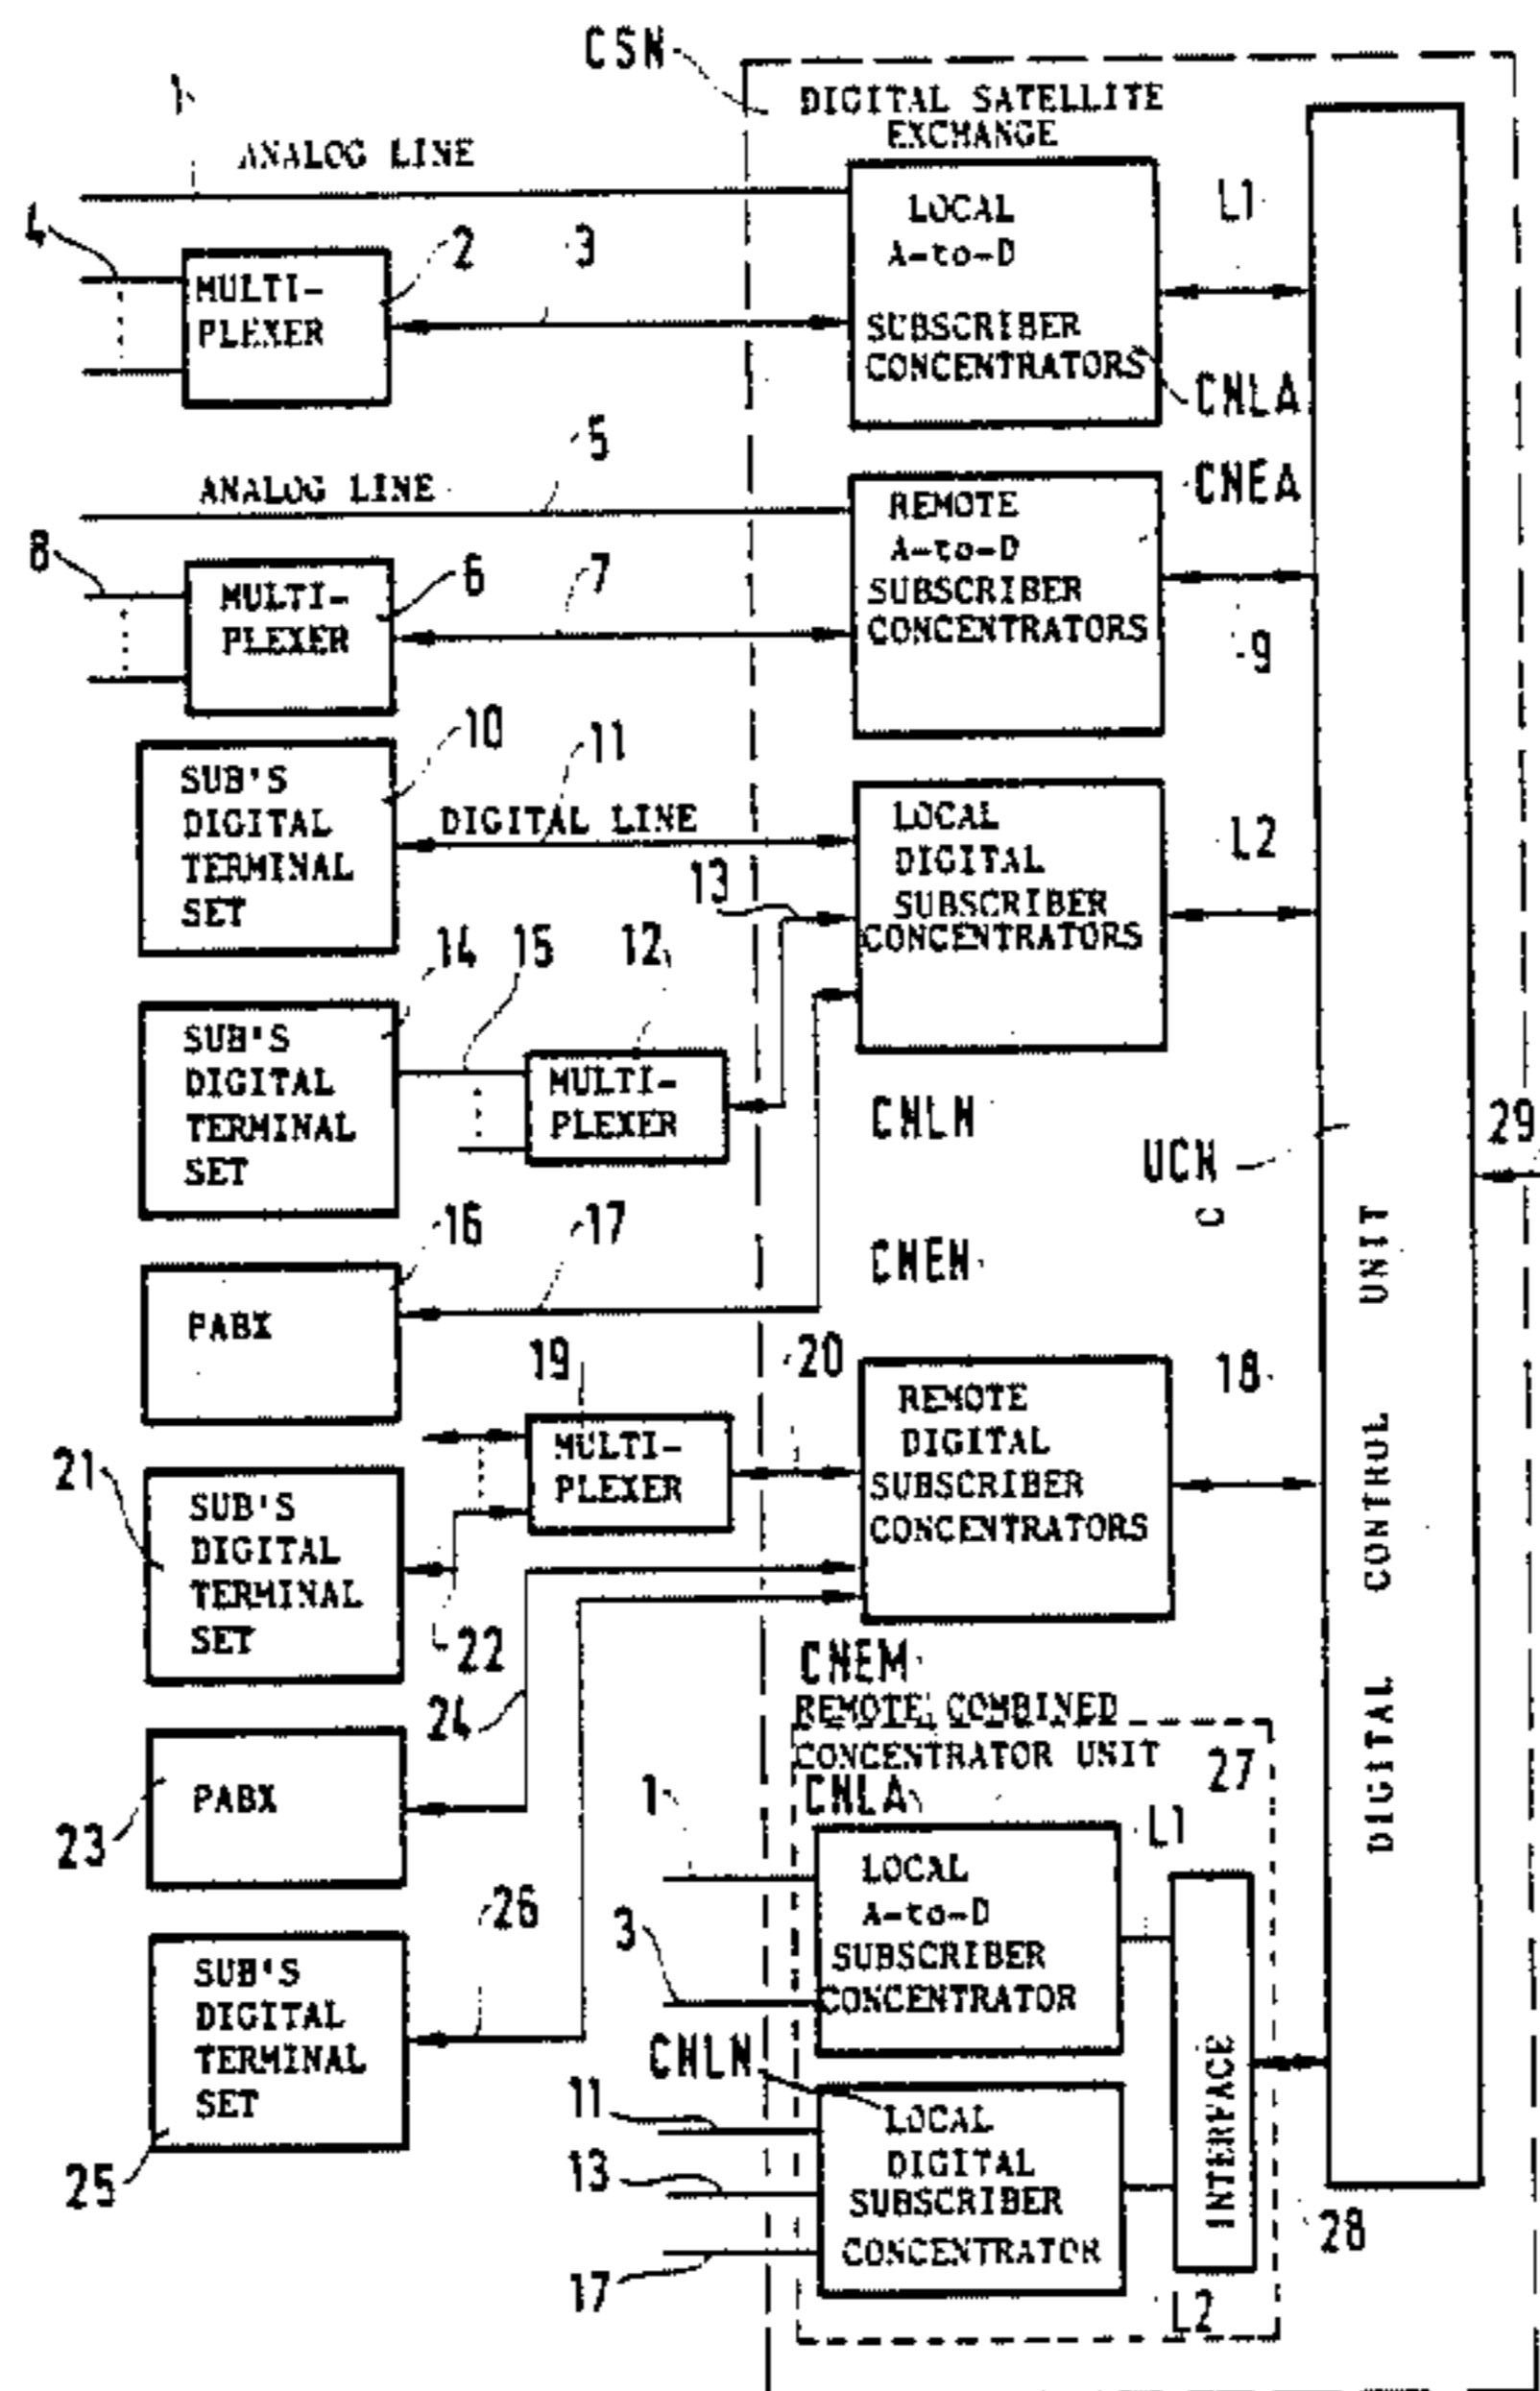 CSN
DIGITAL SATELLITE
EXCHANGE
1
ANALOG LINE
4
MULTI-
PLEXER
2
3
LOCAL
A-to-D
SUBSCRIBER
CONCENTRATORS
L1
CNLA
5
ANALOG LINE
8
MULTI-
PLEXER
6
7
REMOTE
A-to-D
SUBSCRIBER
CONCENTRATORS
CNEA
9
10
SUB'S
DIGITAL
TERMINAL
SET
11
DIGITAL LINE
13
LOCAL
DIGITAL
SUBSCRIBER
CONCENTRATORS
L2
14
SUB'S
DIGITAL
TERMINAL
SET
15
12
MULTI-
PLEXER
CNLN
UCN
C
29
16
PABX
17
CNEN
19
MULTI-
PLEXER
20
REMOTE
DIGITAL
SUBSCRIBER
CONCENTRATORS
18
21
SUB'S
DIGITAL
TERMINAL
SET
22
24
DIGITAL CONTROL UNIT
CNEM
REMOTE COMBINED
CONCENTRATOR UNIT
27
23
PABX
1
CNLA
LOCAL
A-to-D
SUBSCRIBER
CONCENTRATOR
L1
3
26
25
SUB'S
DIGITAL
TERMINAL
SET
CNLN
11
13
17
LOCAL
DIGITAL
SUBSCRIBER
CONCENTRATOR
INTERFACE
28
L2